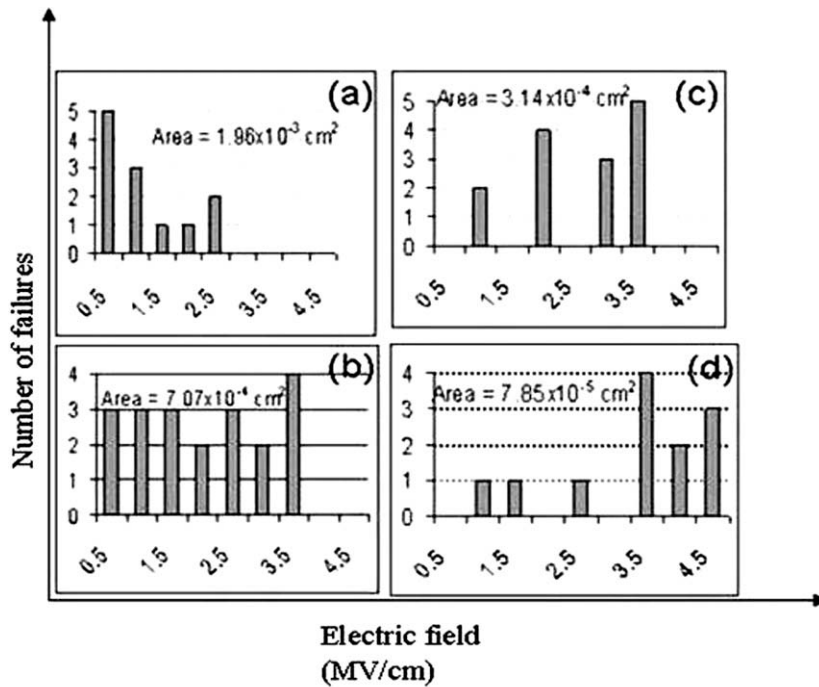 (a)
Area = 1.96x10⁻³ cm²
5
4
3
2
1
0
0.5 1.5 2.5 3.5 4.5
(c)
Area = 3.14x10⁻⁴ cm²
5
4
3
2
1
0
0.5 1.5 2.5 3.5 4.5
(b)
Area = 7.07x10⁻⁴ cm²
4
3
2
1
0
0.5 1.5 2.5 3.5 4.5
(d)
Area = 7.85x10⁻⁵ cm²
4
3
2
1
0
0.5 1.5 2.5 3.5 4.5
Number of failures
Electric field
(MV/cm)